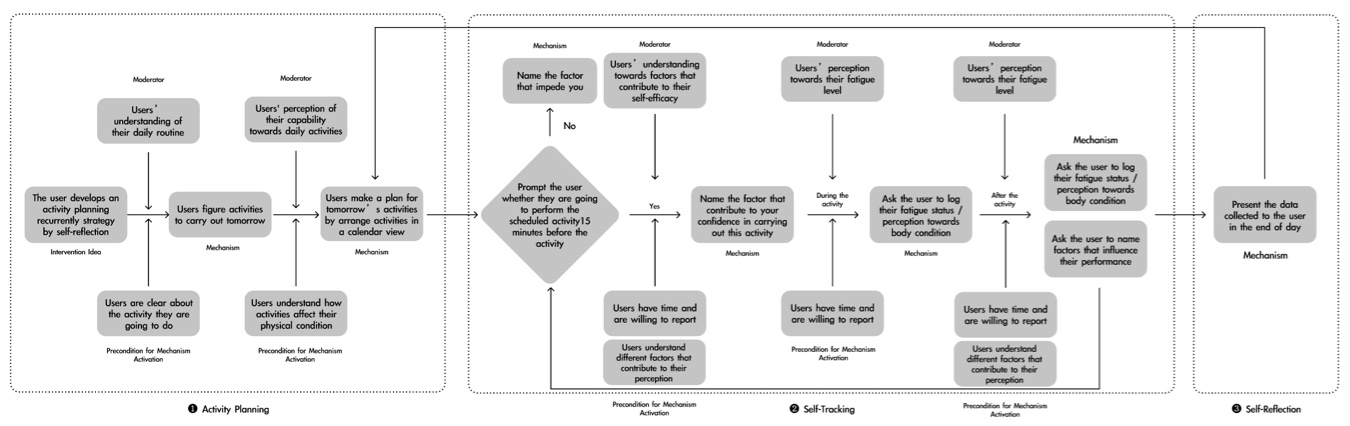 Moderator
Users'
understanding of
their daily routine
Moderator
Users' perception of
their capability
towards daily activities
The user develops an
activity planning
recurrently strategy
by self-reflection
Intervention Idea
Users figure activities
to carry out tomorrow
Mechanism
Users make a plan for
tomorrow's activities
by arrange activities in
a calendar view
Mechanism
Users are clear about
the activity they are
going to do
Precondition for Mechanism
Activation
Users understand how
activities affect their
physical condition
Precondition for Mechanism
Activation
❶ Activity Planning
Mechanism
Name the factor
that impede you
No
Prompt the user
whether they are going
to perform the
scheduled activity15
minutes before the
activity
Moderator
Users' understanding
towards factors that
contribute to their
self-efficacy
Yes
Users have time and
are willing to report
Users understand
different factors that
contribute to their
perception
Precondition for Mechanism
Activation
Name the factor that
contribute to your
confidence in carrying
out this activity
Mechanism
Moderator
Users' perception
towards their fatigue
level
During the
activity
Users have time and
are willing to report
Precondition for Mechanism
Activation
Ask the user to log
their fatigue status /
perception towards
body condition
Mechanism
Moderator
Users' perception
towards their fatigue
level
After the
activity
Users have time and
are willing to report
Users understand
different factors that
contribute to their
perception
Precondition for Mechanism
Activation
Mechanism
Ask the user to log
their fatigue status /
perception towards
body condition
Ask the user to name
factors that influence
their performance
❷ Self-Tracking
Present the data
collected to the user
in the end of day
Mechanism
❸ Self-Reflection